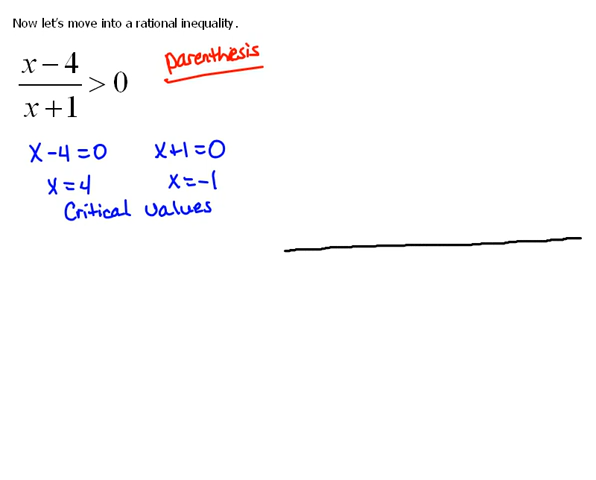 Now let's move into a rational inequality.
parenthesis
x − 4
x + 1
> 0
x - 4 = 0 x + 1 = 0
x = 4 x = -1
Critical values